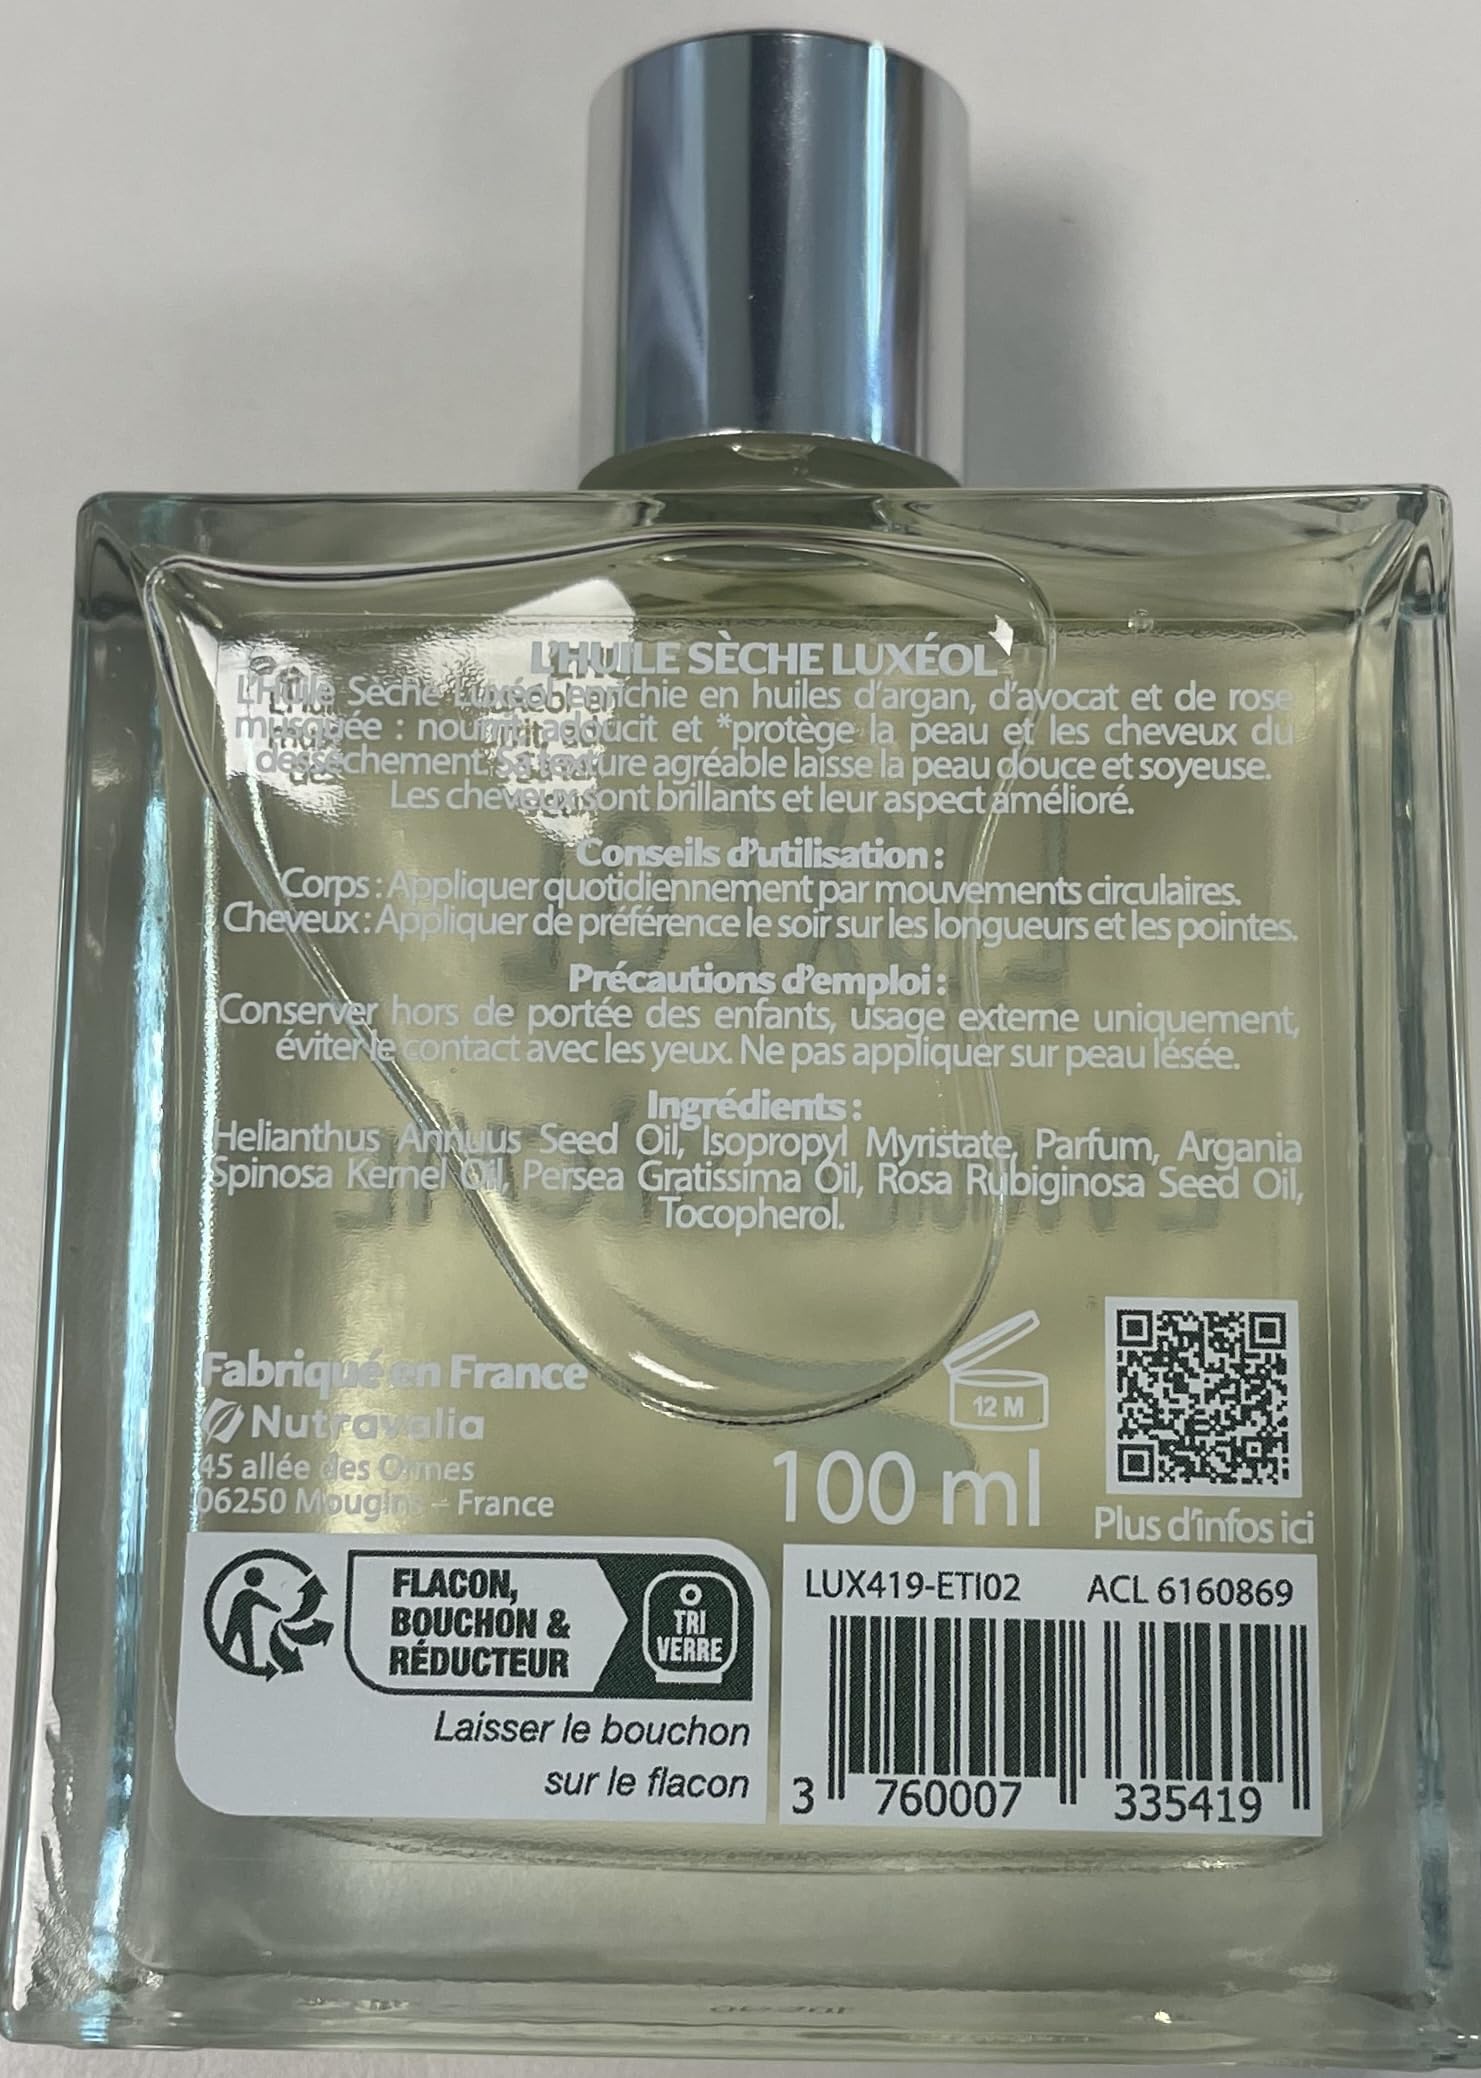 L'HUILE SÈCHE LUXÉOL
L'Huile Sèche Luxéol enrichie en huiles d'argan, d'avocat et de rose
musquée : nourrit, adoucit et *protège la peau et les cheveux du
dessèchement. Sa texture agréable laisse la peau douce et soyeuse.
Les cheveux sont brillants et leur aspect amélioré.
Conseils d'utilisation :
Corps : Appliquer quotidiennement par mouvements circulaires.
Cheveux : Appliquer de préférence le soir sur les longueurs et les pointes.
Précautions d'emploi :
Conserver hors de portée des enfants, usage externe uniquement,
éviter le contact avec les yeux. Ne pas appliquer sur peau lésée.
Ingrédients :
Helianthus Annuus Seed Oil, Isopropyl Myristate, Parfum, Argania
Spinosa Kernel Oil, Persea Gratissima Oil, Rosa Rubiginosa Seed Oil,
Tocopherol.
Fabriqué en France
Nutravalia
45 allée des Ormes
06250 Mougins – France
12 M
100 ml
Plus d'infos ici
FLACON,
BOUCHON &
RÉDUCTEUR
TRI
VERRE
Laisser le bouchon
sur le flacon
LUX419-ETI02 ACL 6160869
3 760007 335419